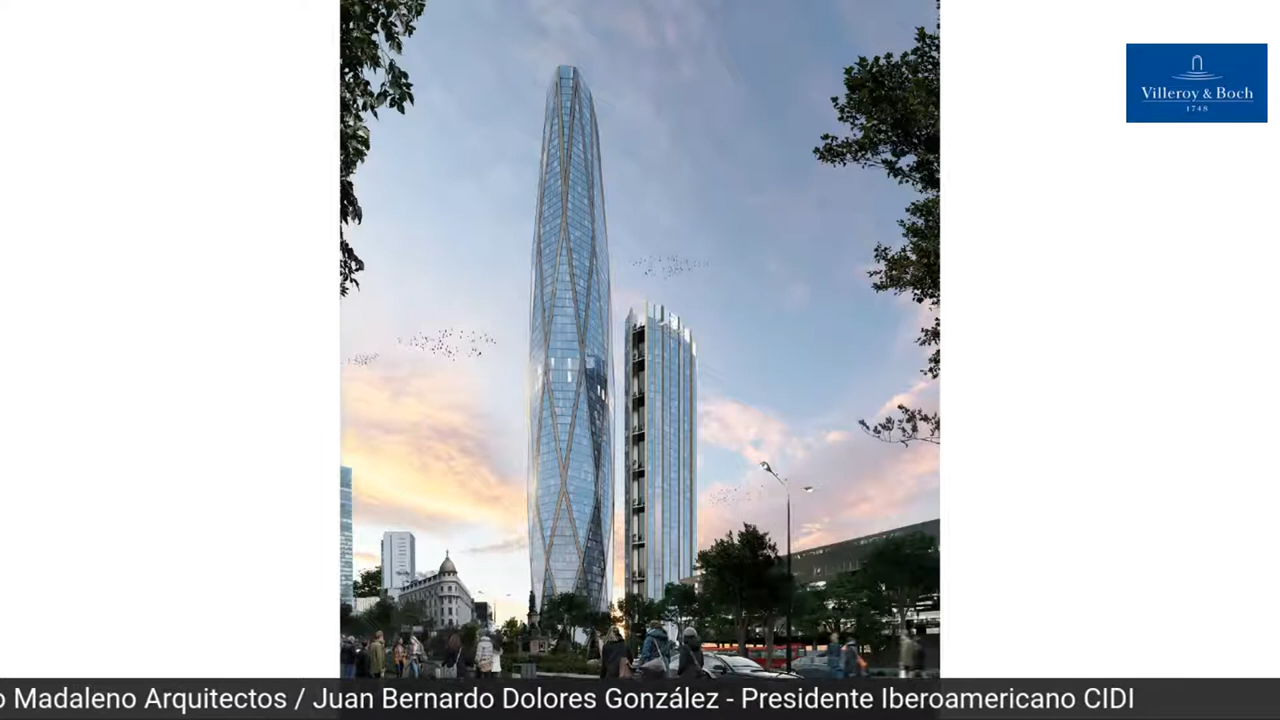 Villeroy & Boch
1748
o Madaleno Arquitectos / Juan Bernardo Dolores González - Presidente Iberoamericano CIDI